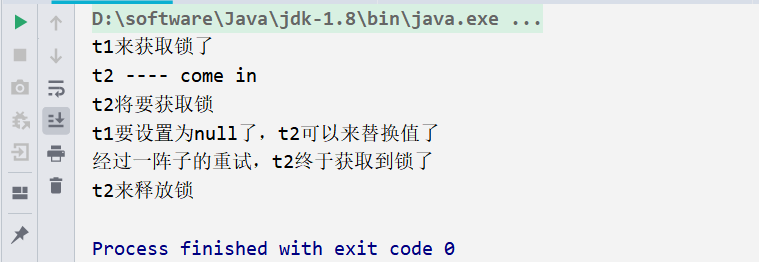 D:\software\Java\jdk-1.8\bin\java.exe ...
t1来获取锁了
t2 ---- come in
t2将要获取锁
t1要设置为null了，t2可以来替换值了
经过一阵子的重试，t2终于获取到锁了
t2来释放锁
Process finished with exit code 0